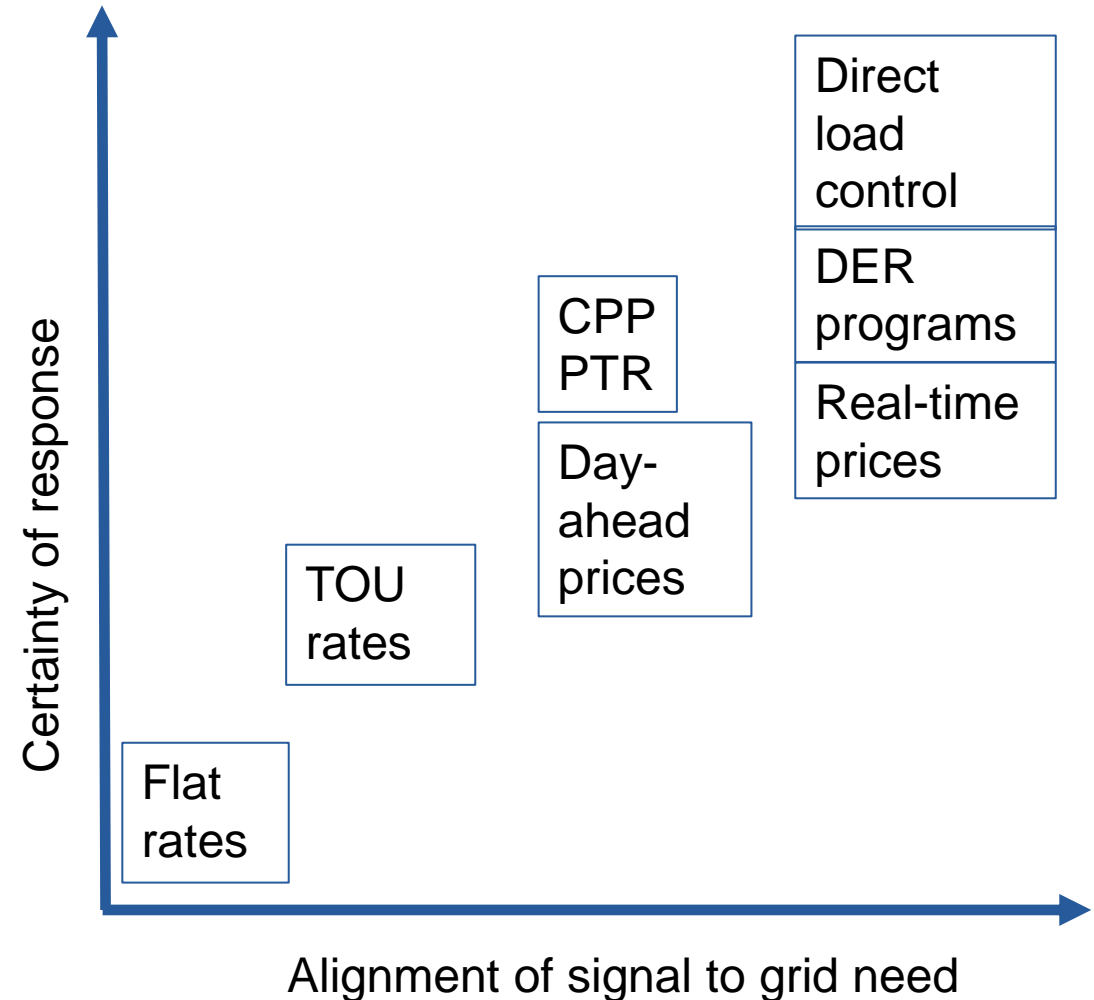 Direct
load
control
DER
programs
Real-time
prices
CPP
PTR
Day-
ahead
prices
TOU
rates
Flat
rates
Certainty of response
Alignment of signal to grid need